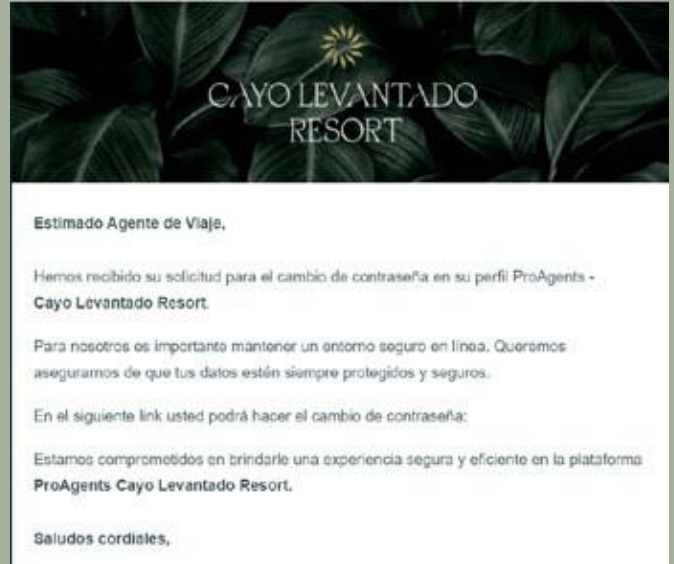 CAYO LEVANTADO
RESORT
Estimado Agente de Viaje,
Hemos recibido su solicitud para el cambio de contraseña en su perfil ProAgents -
Cayo Levantado Resort.
Para nosotros es importante mantener un entorno seguro en línea. Queremos
asegurarnos de que tus datos estén siempre protegidos y seguros.
En el siguiente link usted podrá hacer el cambio de contraseña:
Estamos comprometidos en brindarle una experiencia segura y eficiente en la plataforma
ProAgents Cayo Levantado Resort.
Saludos cordiales,